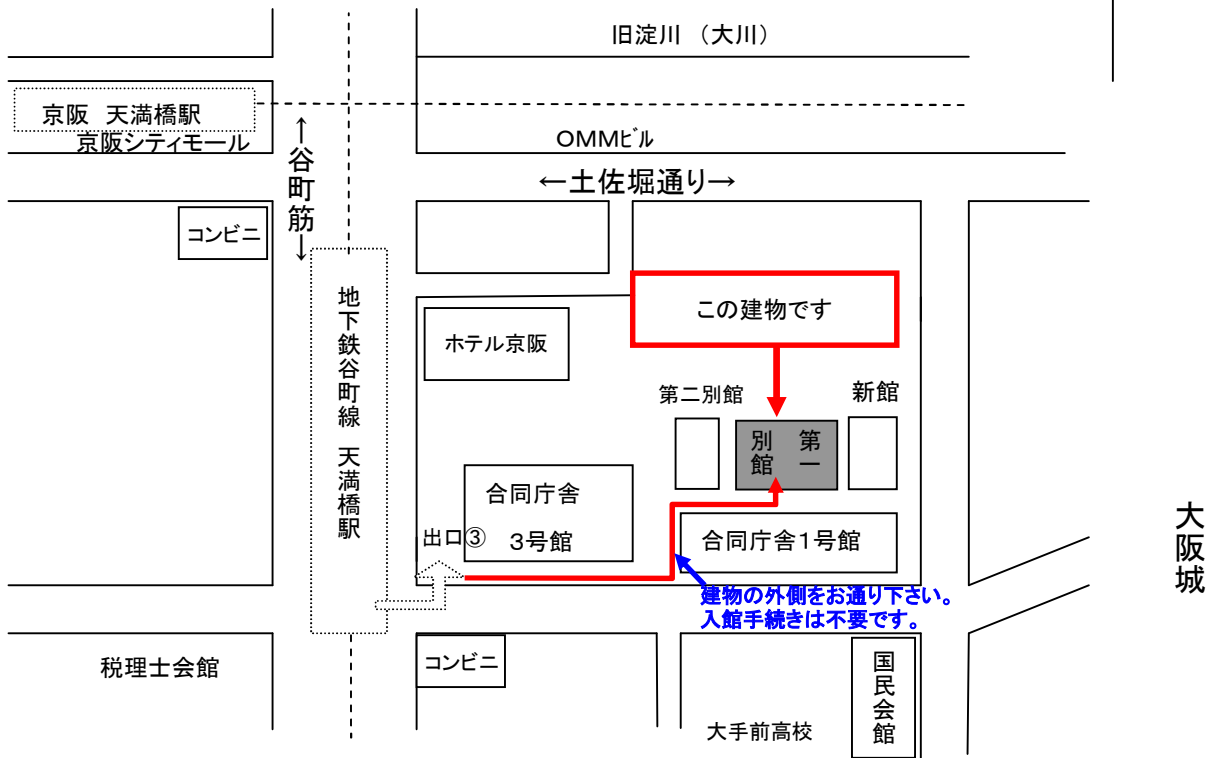 旧淀川 （大川）
京阪 天満橋駅
京阪シティモール
OMMビル
←谷町筋→
←土佐堀通り→
コンビニ
地下鉄谷町線 天満橋駅
この建物です
ホテル京阪
第二別館
新館
第一
別館
合同庁舎
3号館
出口③
合同庁舎1号館
大阪城
建物の外側をお通り下さい。
入館手続きは不要です。
税理士会館
コンビニ
国民会館
大手前高校